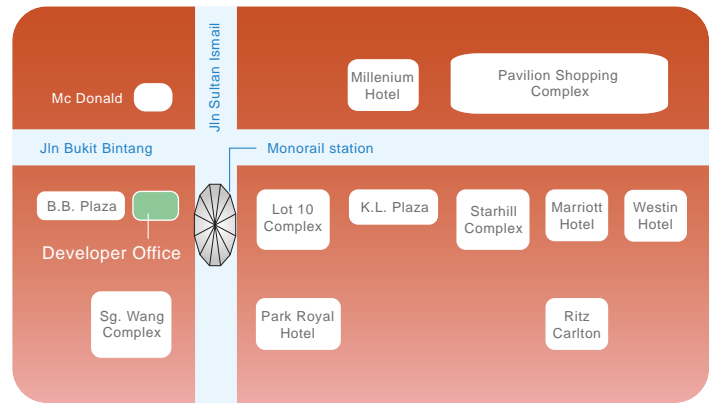 Jln Sultan Ismail
Mc Donald
Millenium
Hotel
Pavilion Shopping
Complex
Jln Bukit Bintang
Monorail station
B.B. Plaza
Developer Office
Lot 10
Complex
K.L. Plaza
Starhill
Complex
Marriott
Hotel
Westin
Hotel
Sg. Wang
Complex
Park Royal
Hotel
Ritz
Carlton